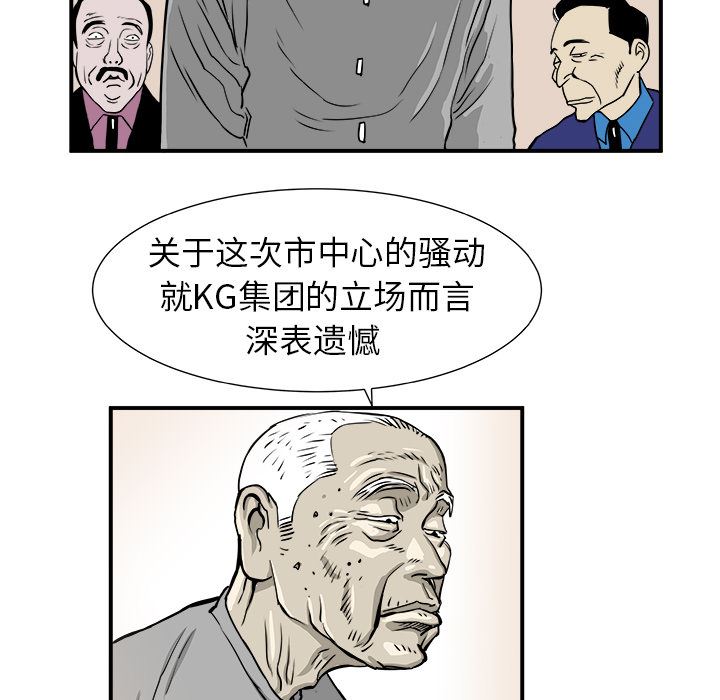 关于这次市中心的骚动
就KG集团的立场而言
深表遗憾